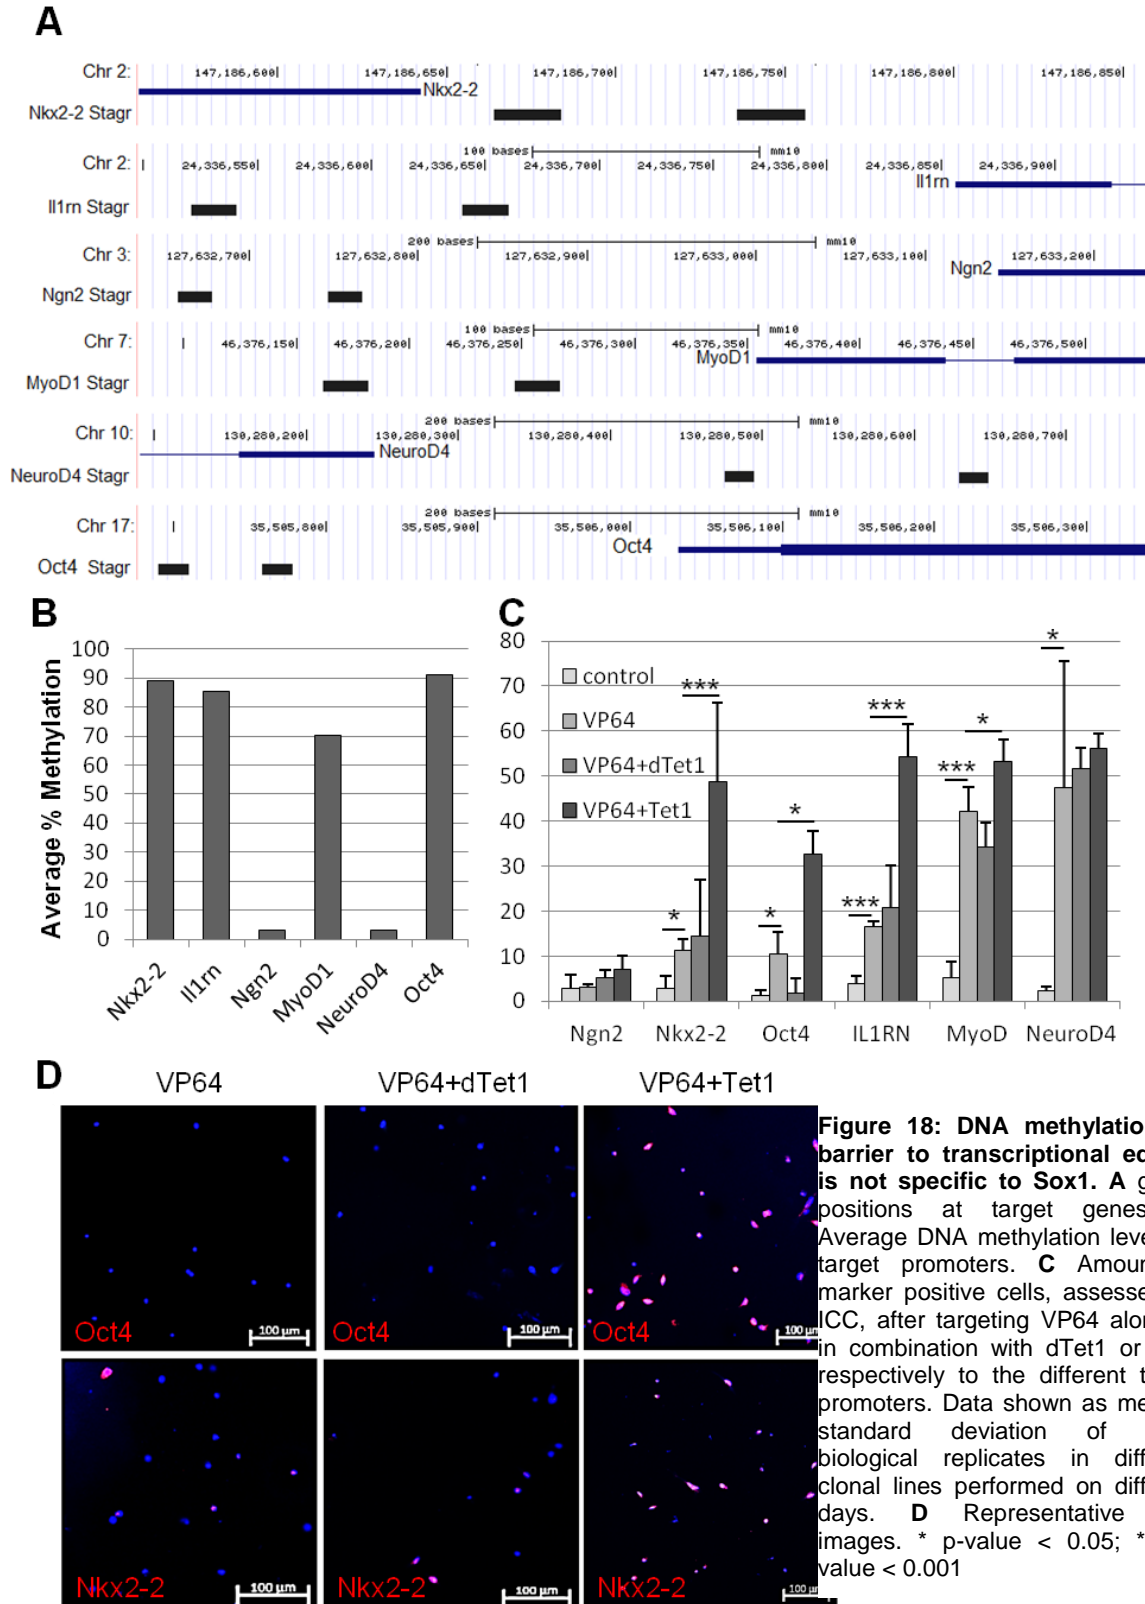 A
Chr 2: 147,186,600| 147,186,650| 147,186,700| 147,186,750| 147,186,800| 147,186,850|
Nkx2-2
Nkx2-2 Stagr
100 bases mm10
Chr 2: | 24,336,550| 24,336,600| 24,336,650| 24,336,700| 24,336,750| 24,336,800| 24,336,850| 24,336,900|
Il1rn
Il1rn Stagr
200 bases mm10
Chr 3: 127,632,700| 127,632,800| 127,632,900| 127,633,000| 127,633,100| 127,633,200|
Ngn2
Ngn2 Stagr
100 bases mm10
Chr 7: | 46,376,150| 46,376,200| 46,376,250| 46,376,300| 46,376,350| 46,376,400| 46,376,450| 46,376,500|
MyoD1
MyoD1 Stagr
200 bases mm10
Chr 10: | 130,280,200| 130,280,300| 130,280,400| 130,280,500| 130,280,600| 130,280,700|
NeuroD4
NeuroD4 Stagr
200 bases mm10
Chr 17: | 35,505,800| 35,505,900| 35,506,000| 35,506,100| 35,506,200| 35,506,300|
Oct4
Oct4 Stagr
B
Average % Methylation
100
90
80
70
60
50
40
30
20
10
0
Nkx2-2 Il1rn Ngn2 MyoD1 NeuroD4 Oct4
C
80
70
60
50
40
30
20
10
0
control
VP64
VP64+dTet1
VP64+Tet1
* *** * * *** *** *** * *
Ngn2 Nkx2-2 Oct4 IL1RN MyoD NeuroD4
D
VP64 VP64+dTet1 VP64+Tet1
Oct4 100 µm Oct4 100 µm Oct4 100 µm
Nkx2-2 100 µm Nkx2-2 100 µm Nkx2-2 100 µ
Figure 18: DNA methylatio
barrier to transcriptional ec
is not specific to Sox1. A g
positions at target genes
Average DNA methylation leve
target promoters. C Amour
marker positive cells, assesse
ICC, after targeting VP64 alor
in combination with dTet1 or
respectively to the different t
promoters. Data shown as me
standard deviation of
biological replicates in diff
clonal lines performed on diff
days. D Representative
images. * p-value < 0.05; *
value < 0.001